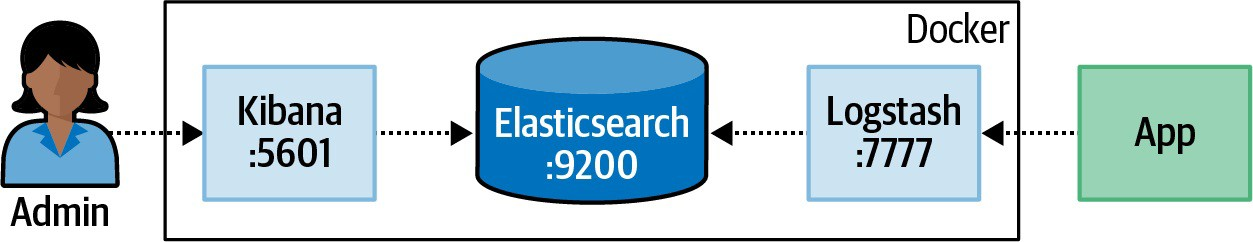 Docker
Admin
Kibana
:5601
Elasticsearch
:9200
Logstash
:7777
App